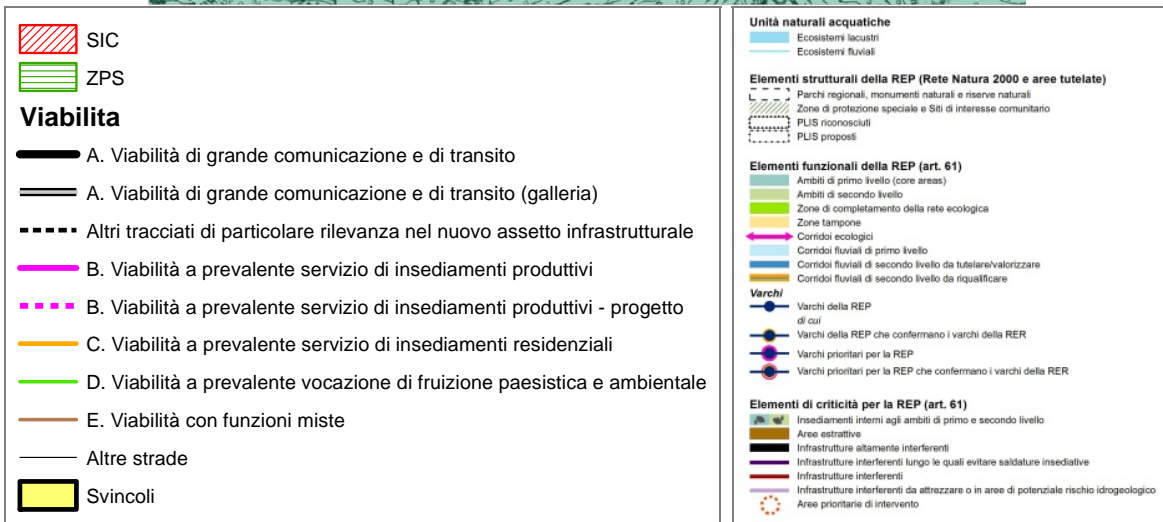 SIC
ZPS
Viabilita
A. Viabilità di grande comunicazione e di transito
A. Viabilità di grande comunicazione e di transito (galleria)
Altri tracciati di particolare rilevanza nel nuovo assetto infrastrutturale
B. Viabilità a prevalente servizio di insediamenti produttivi
B. Viabilità a prevalente servizio di insediamenti produttivi - progetto
C. Viabilità a prevalente servizio di insediamenti residenziali
D. Viabilità a prevalente vocazione di fruizione paesistica e ambientale
E. Viabilità con funzioni miste
Altre strade
Svincoli
Unità naturali acquatiche
Ecosistemi lacustri
Ecosistemi fluviali
Elementi strutturali della REP (Rete Natura 2000 e aree tutelate)
Parchi regionali, monumenti naturali e riserve naturali
Zone di protezione speciale e Siti di interesse comunitario
PLIS riconosciuti
PLIS proposti
Elementi funzionali della REP (art. 61)
Ambiti di primo livello (core areas)
Ambiti di secondo livello
Zone di completamento della rete ecologica
Zone tampone
Corridoi ecologici
Corridoi fluviali di primo livello
Corridoi fluviali di secondo livello da tutelare/valorizzare
Corridoi fluviali di secondo livello da riqualificare
Varchi
Varchi della REP
di cui
Varchi della REP che confermano i varchi della RER
Varchi prioritari per la REP
Varchi prioritari per la REP che confermano i varchi della RER
Elementi di criticità per la REP (art. 61)
Insediamenti interni agli ambiti di primo e secondo livello
Aree estrattive
Infrastrutture altamente interferenti
Infrastrutture interferenti lungo le quali evitare saldature insediative
Infrastrutture interferenti
Infrastrutture interferenti da attrezzare o in aree di potenziale rischio idrogeologico
Aree prioritarie di intervento